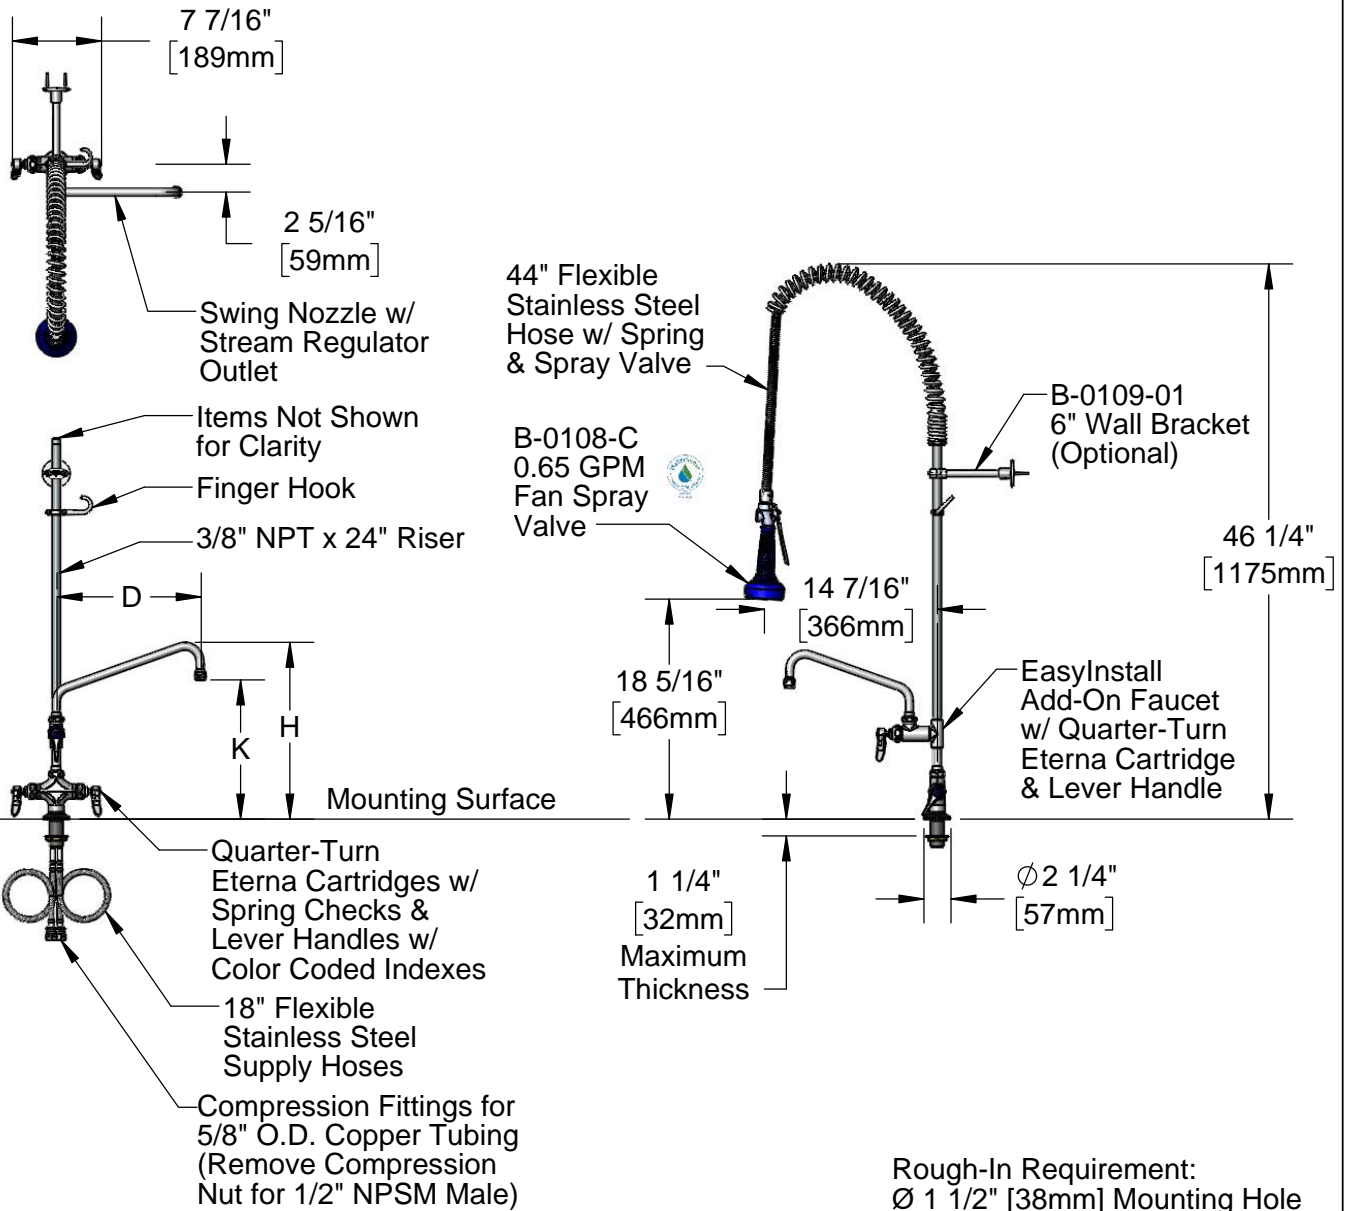 7 7/16"
[189mm]
2 5/16"
[59mm]
Swing Nozzle w/
Stream Regulator
Outlet
Items Not Shown
for Clarity
Finger Hook
3/8" NPT x 24" Riser
D
H
K
Mounting Surface
Quarter-Turn
Eterna Cartridges w/
Spring Checks &
Lever Handles w/
Color Coded Indexes
18" Flexible
Stainless Steel
Supply Hoses
Compression Fittings for
5/8" O.D. Copper Tubing
(Remove Compression
Nut for 1/2" NPSM Male)
44" Flexible
Stainless Steel
Hose w/ Spring
& Spray Valve
B-0108-C
0.65 GPM
Fan Spray
Valve
B-0109-01
6" Wall Bracket
(Optional)
46 1/4"
[1175mm]
14 7/16"
[366mm]
18 5/16"
[466mm]
EasyInstall
Add-On Faucet
w/ Quarter-Turn
Eterna Cartridge
& Lever Handle
1 1/4"
[32mm]
Maximum
Thickness
Ø 2 1/4"
[57mm]
Rough-In Requirement:
Ø 1 1/2" [38mm] Mounting Hole